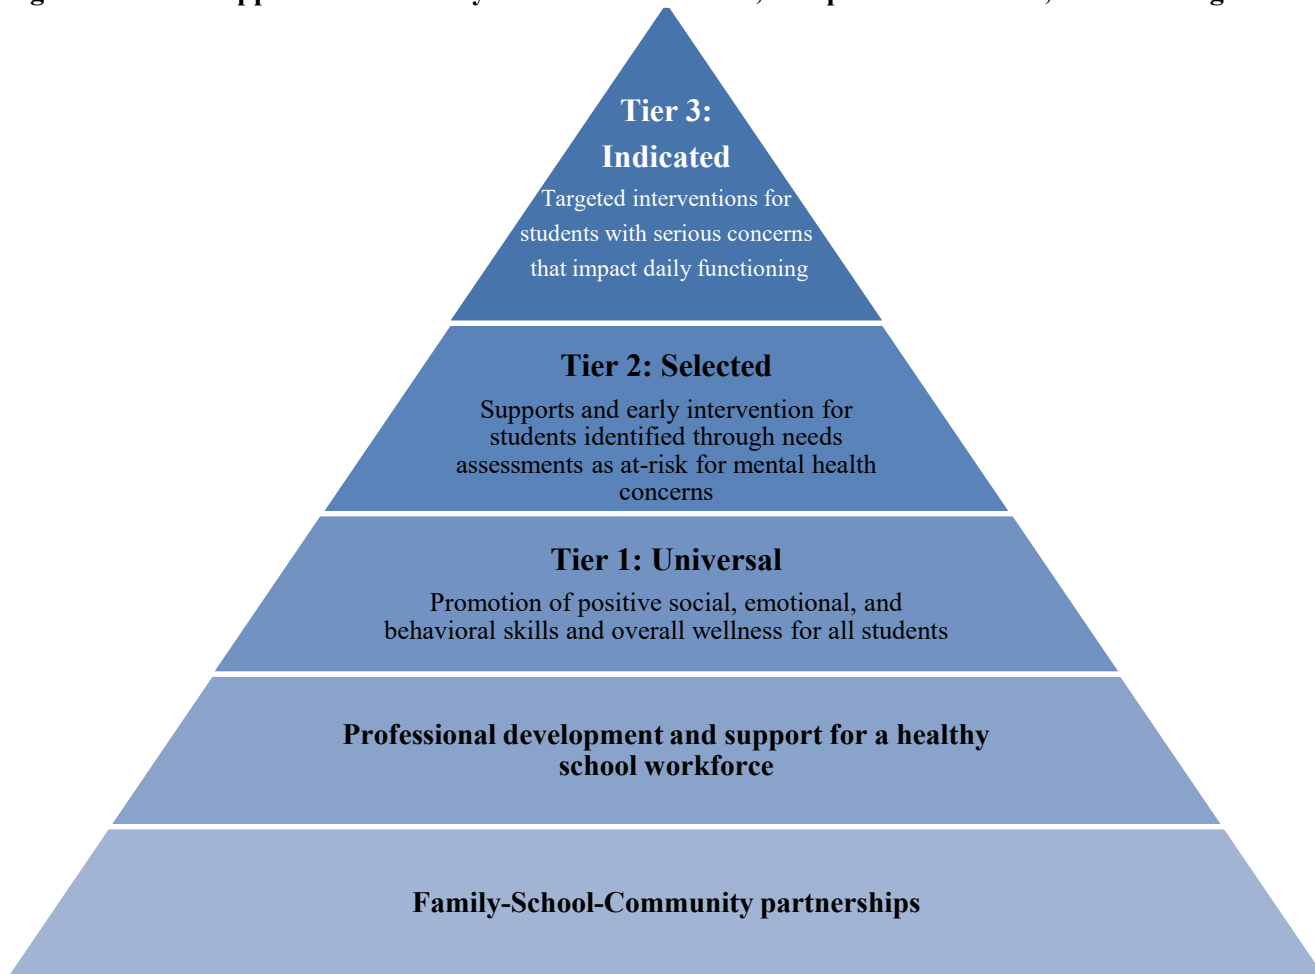 Tier 3:
Indicated
Targeted interventions for
students with serious concerns
that impact daily functioning
Tier 2: Selected
Supports and early intervention for
students identified through needs
assessments as at-risk for mental health
concerns
Tier 1: Universal
Promotion of positive social, emotional, and
behavioral skills and overall wellness for all students
Professional development and support for a healthy
school workforce
Family-School-Community partnerships